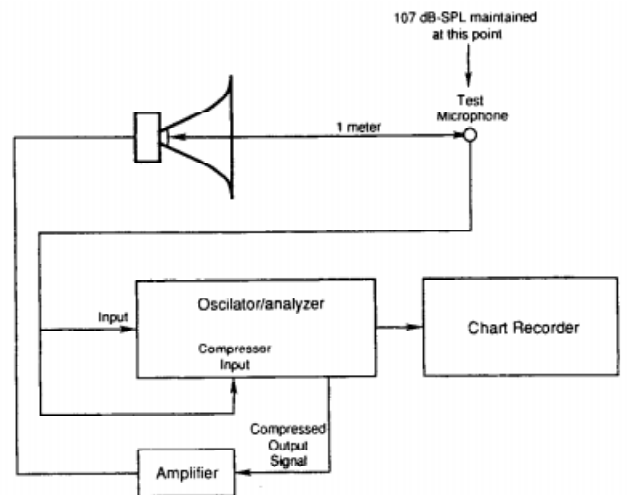 107 dB-SPL maintained
at this point
Test
Microphone
1 meter
Input
Oscilator/analyzer
Compressor
Input
Chart Recorder
Compressed
Output
Signal
Amplifier